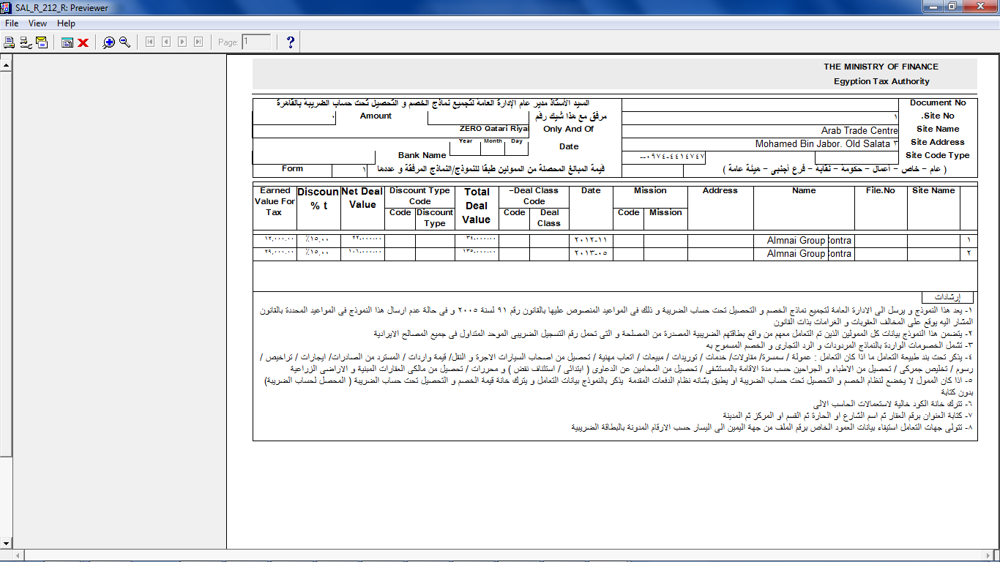 SAL_R_212_R: Previewer
File View Help
Page: 1
THE MINISTRY OF FINANCE
Egyption Tax Authority
السيد الأستاذ مدير عام الإدارة العامة لتجميع نماذج الخصم و التحصيل تحت حساب الضريبة بالقاهرة
Document No
٠ Amount مرفق مع هذا شيك رقم
١ .Site No
ZERO Qatari Riyal Only And Of
Arab Trade Centre Site Name
Year Month Day Date
Mohamed Bin Jabor. Old Salata ٣ Site Address
Bank Name
--٠٩٧٤-٤٤١٤٧٤٧ Site Code Type
Form ١ قيمة المبالغ المحصلة من الممولين طبقا للنموذج/النماذج المرفقة و عددها
( عام - خاص - أعمال - حكومة - نقابة - فرع أجنبى - هيئة عامة )
Earned Value For Tax Discoun % t Net Deal Value Discount Type Code Total Deal Value –Deal Class Code Date Mission Address Name File.No Site Name
Code Discount Type Code Deal Class Code Mission
١٢,٠٠٠.٠٠ ٪١٥.٠٠ ٢٢,٠٠٠.٠٠ ٣٤,٠٠٠.٠٠ ٢٠١٢-١١ Almnai Group Contra ١
٢٩,٠٠٠.٠٠ ٪١٥.٠٠ ١٠٦,٠٠٠.٠٠ ١٣٥,٠٠٠.٠٠ ٢٠١٣-٠٥ Almnai Group Contra ٢
إرشادات
١- يعد هذا النموذج و يرسل الى الادارة العامة لتجميع نماذج الخصم و التحصيل تحت حساب الضريبة و ذلك فى المواعيد المنصوص عليها بالقانون رقم ٩١ لسنة ٢٠٠٥ و فى حالة عدم ارسال هذا النموذج فى المواعيد المحددة بالقانون
المشار اليه يوقع على المخالف العقوبات و الغرامات بذات القانون
٢- يتضمن هذا النموذج بيانات كل الممولين الذين تم التعامل معهم من واقع بطاقتهم الضريبية المصدرة من المصلحة و التى تحمل رقم التسجيل الضريبى الموحد المتداول فى جميع المصالح الايرادية
٣- تشمل الخصومات الواردة بالنماذج المردودات و الرد التجارى و الخصم المسموح به
٤- يذكر تحت بند طبيعة التعامل ما اذا كان التعامل : عمولة / سمسرة/ مقاولات/ خدمات / توريدات / مبيعات / اتعاب مهنية / تحصيل من اصحاب السيارات الاجرة و النقل/ قيمة واردات / المسترد من الصادرات/ ايجارات / تراخيص /
رسوم / تخليص جمركى / تحصيل من الاطباء و الجراحين حسب مدة الاقامة بالمستشفى / تحصيل من المحامين عن الدعاوى ( ابتدائى / استئناف نقض ) و محررات / تحصيل من مالكى العقارات المبنية و الاراضى الزراعية
٥- اذا كان الممول لا يخضع لنظام الخصم و التحصيل تحت حساب الضريبة او يطبق بشانه نظام الدفعات المقدمة يذكر بالنموذج بيانات التعامل و يترك خانة قيمة الخصم و التحصيل تحت حساب الضريبة ( المحصل لحساب الضريبة)
بدون كتابة
٦- تترك خانة الكود خالية لاستعمالات الحاسب الالى
٧- كتابة العنوان برقم العقار ثم اسم الشارع او الحارة ثم القسم او المركز ثم المدينة
٨- تتولى جهات التعامل استيفاء بيانات العمود الخاص برقم الملف من جهة اليمين الى اليسار حسب الارقام المدونة بالبطاقة الضريبية